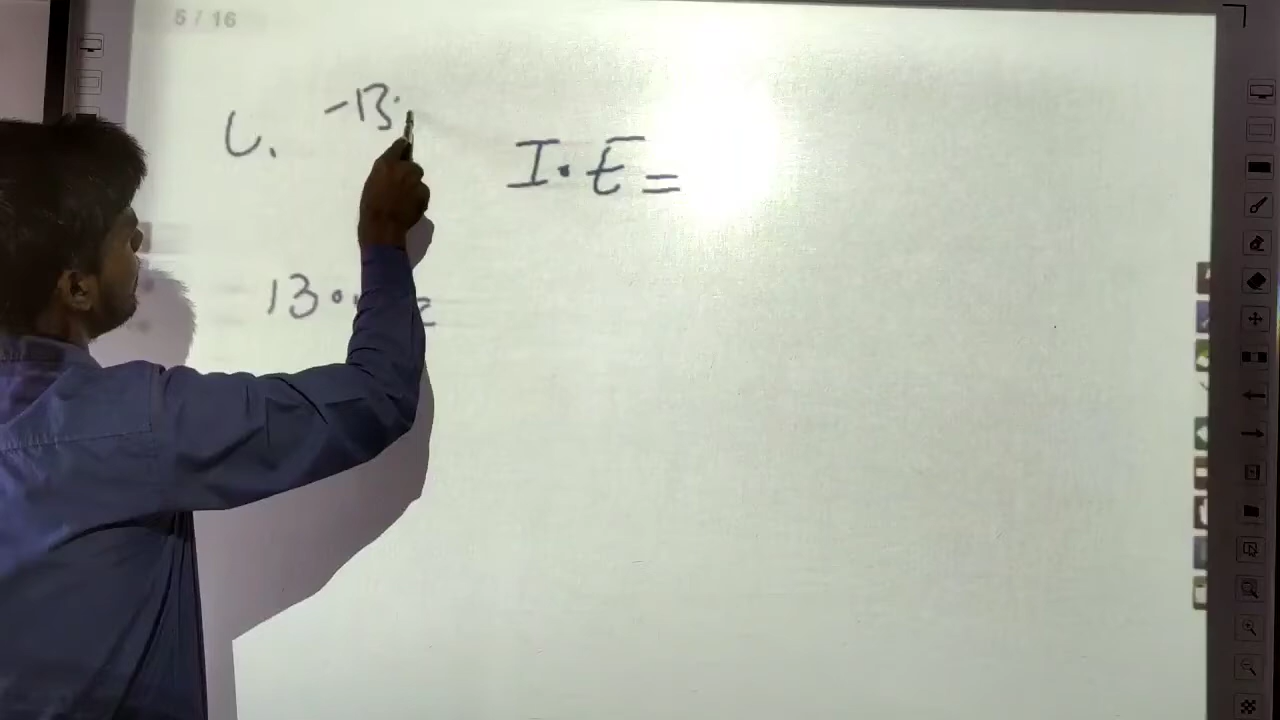 5 / 16
L. -13.
I. E =
13.